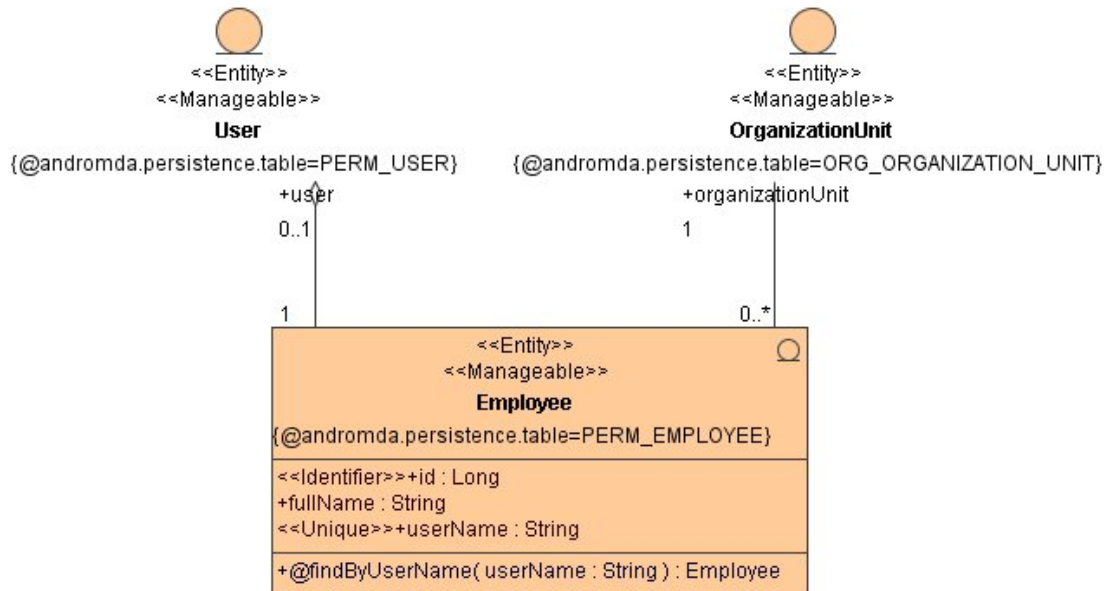 <<Entity>>
<<Manageable>>
User
{@andromda.persistence.table=PERM_USER}
+user
0..1
1
<<Entity>>
<<Manageable>>
OrganizationUnit
{@andromda.persistence.table=ORG_ORGANIZATION_UNIT}
+organizationUnit
1
0..*
<<Entity>>
<<Manageable>>
Employee
{@andromda.persistence.table=PERM_EMPLOYEE}
<<Identifier>>+id : Long
+fullName : String
<<Unique>>+userName : String
+@findByUserName( userName : String ) : Employee